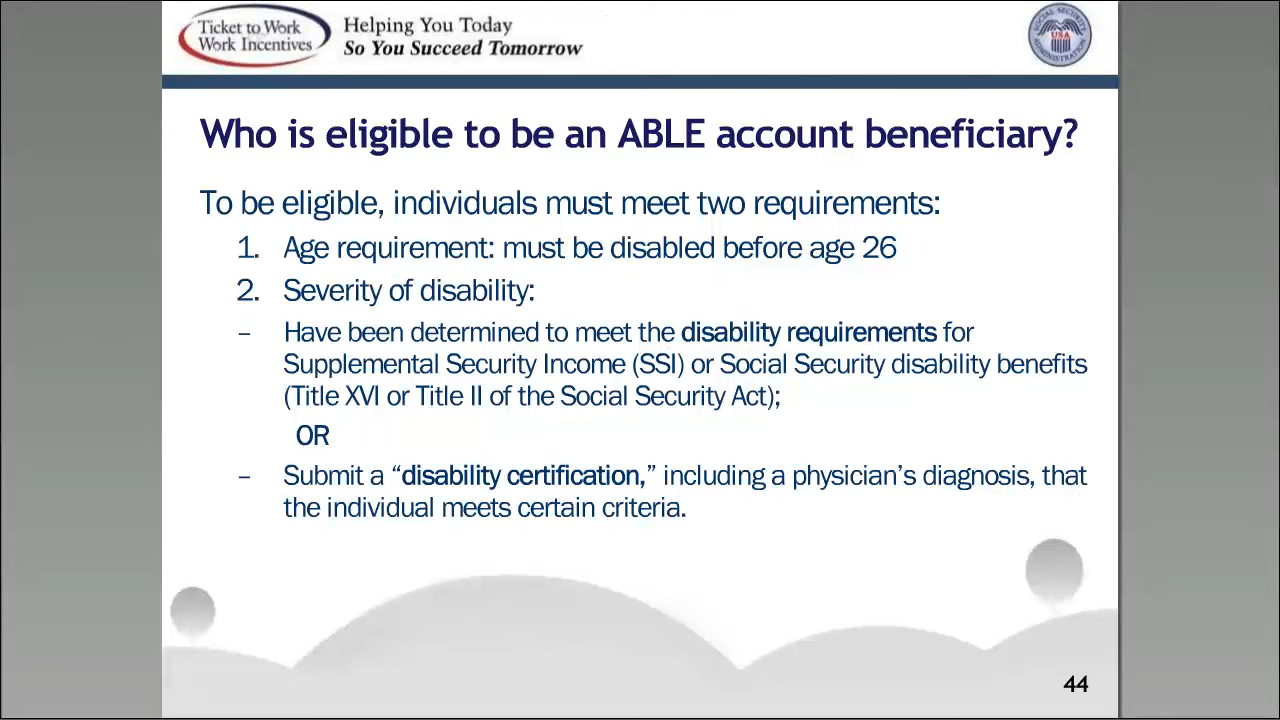 Ticket to Work
Work Incentives
Helping You Today
So You Succeed Tomorrow
SOCIAL SECURITY
USA
ADMINISTRATION
Who is eligible to be an ABLE account beneficiary?
To be eligible, individuals must meet two requirements:
1. Age requirement: must be disabled before age 26
2. Severity of disability:
– Have been determined to meet the disability requirements for
Supplemental Security Income (SSI) or Social Security disability benefits
(Title XVI or Title II of the Social Security Act);
OR
– Submit a “disability certification,” including a physician’s diagnosis, that
the individual meets certain criteria.
44